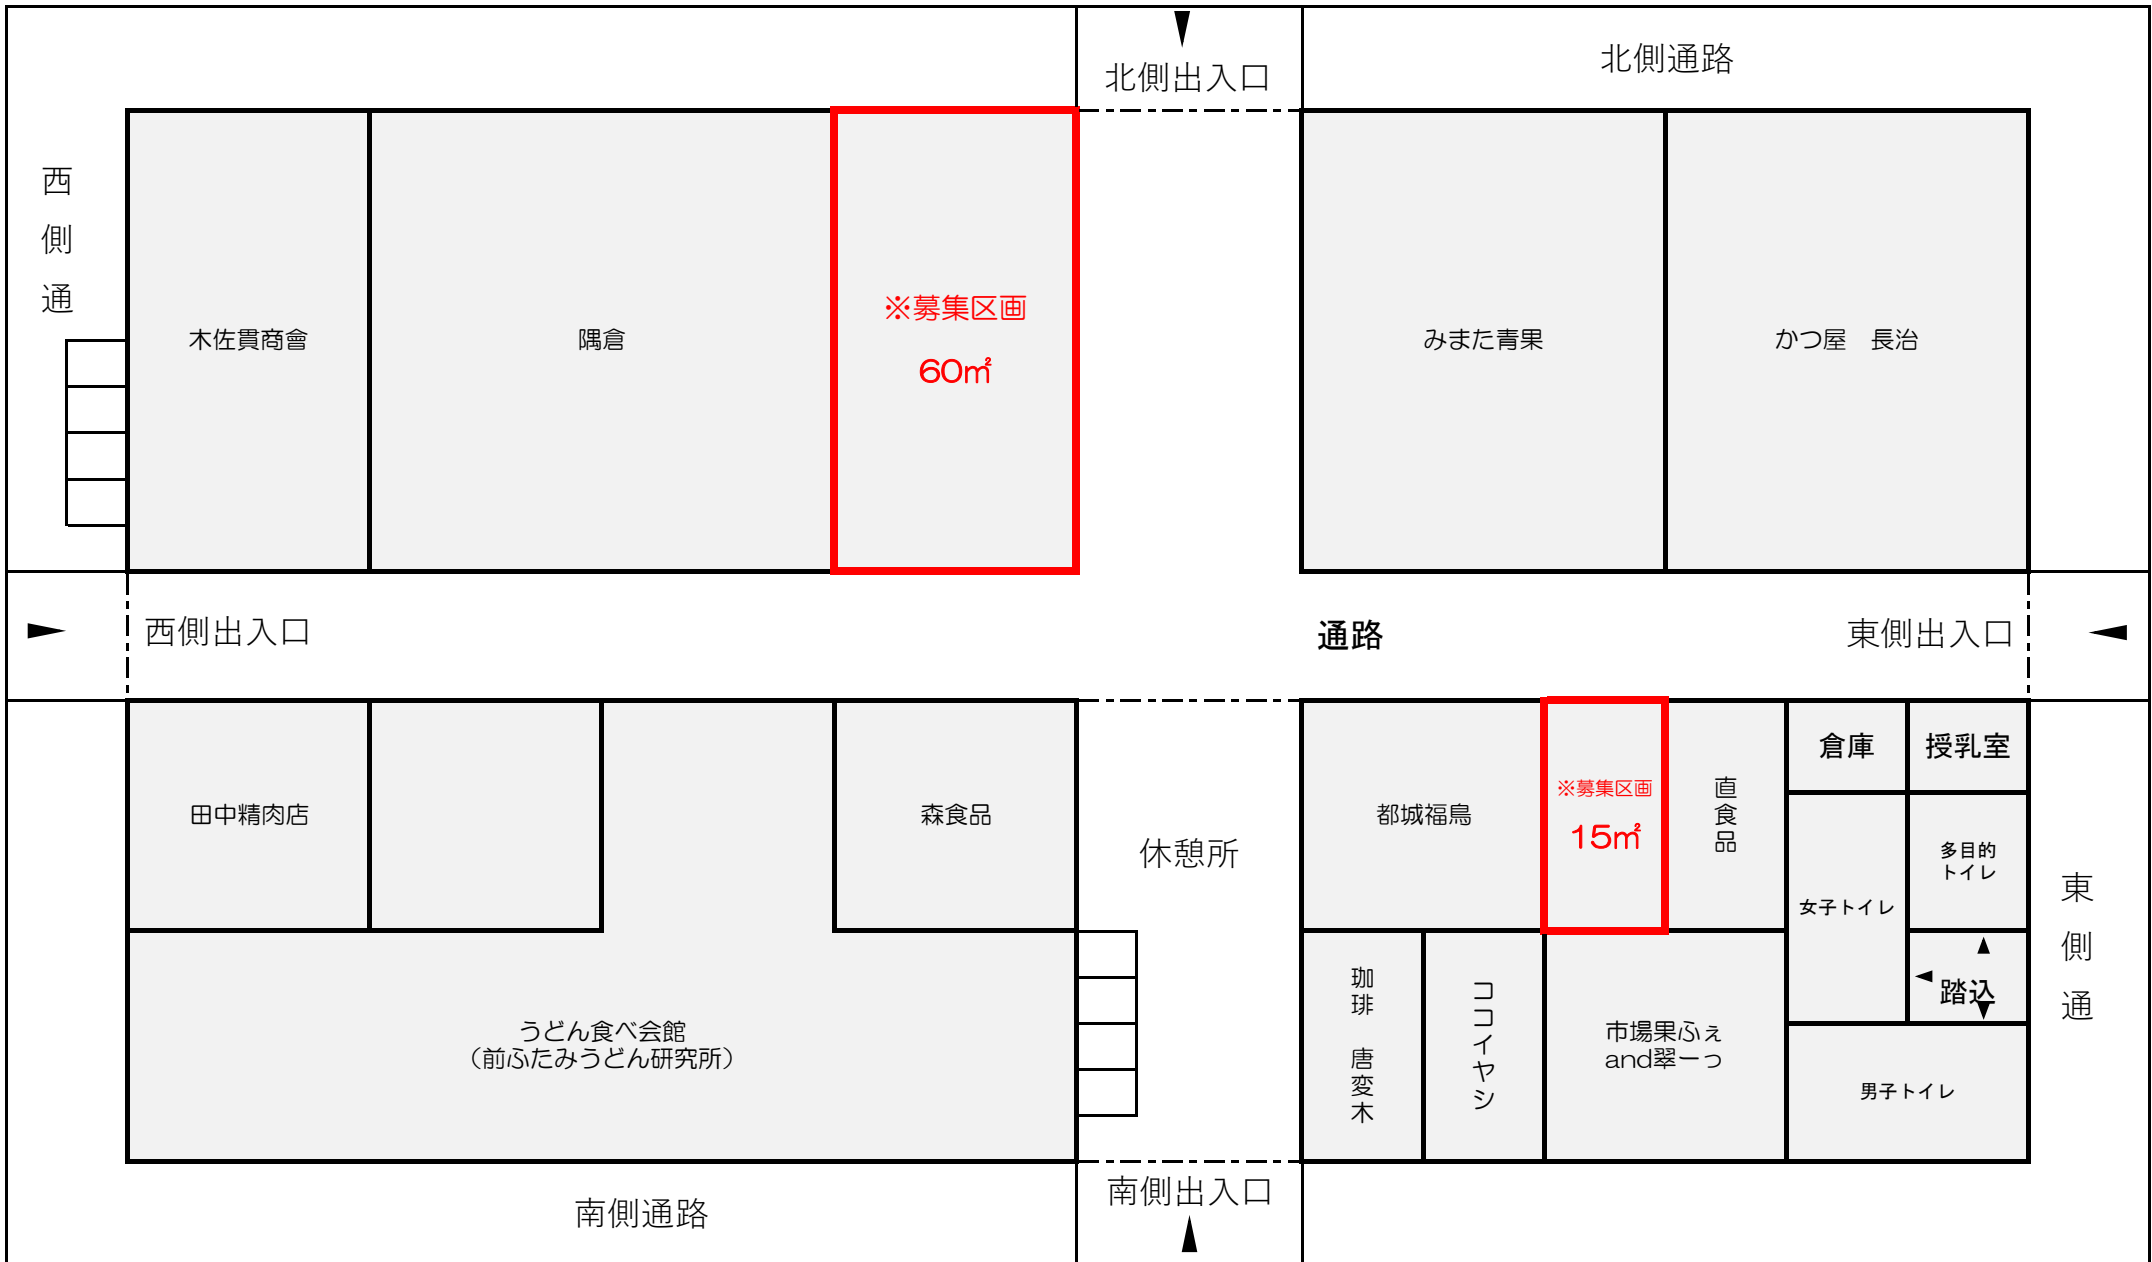 北側出入口
北側通路
西側通
木佐貫商會
隅倉
※募集区画
60㎡
みまた青果
かつ屋　長治
西側出入口
通路
東側出入口
田中精肉店
森食品
休憩所
都城福鳥
※募集区画
15㎡
直食品
倉庫
授乳室
多目的
トイレ
女子トイレ
踏込
男子トイレ
東側通
うどん食べ会館
（前ふたみうどん研究所）
珈琲　唐変木
ココイヤシ
市場果ふぇ
and翠ーっ
南側通路
南側出入口